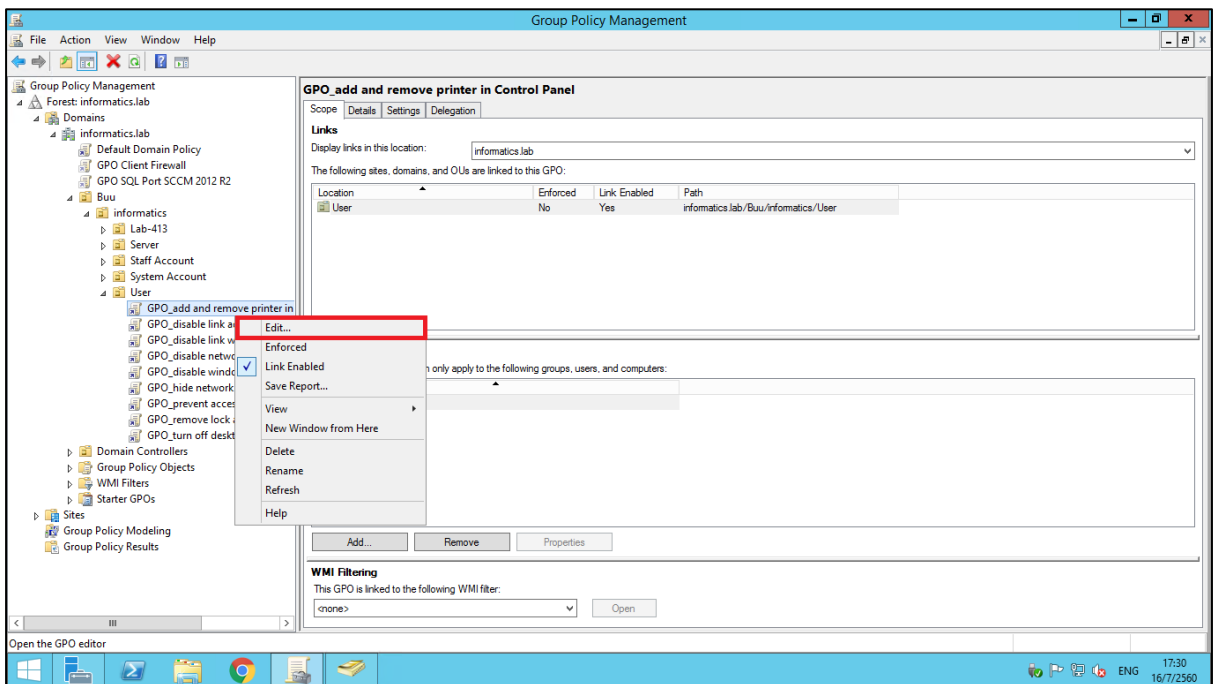 Group Policy Management
File Action View Window Help
Group Policy Management
Forest: informatics.lab
Domains
informatics.lab
Default Domain Policy
GPO Client Firewall
GPO SQL Port SCCM 2012 R2
Buu
informatics
Lab-413
Server
Staff Account
System Account
User
GPO_add and remove printer in
GPO_disable link a
GPO_disable link w
GPO_disable netwo
GPO_disable windo
GPO_hide network
GPO_prevent acces
GPO_remove lock
GPO_turn off deskt
Domain Controllers
Group Policy Objects
WMI Filters
Starter GPOs
Sites
Group Policy Modeling
Group Policy Results
Edit...
Enforced
Link Enabled
Save Report...
View
New Window from Here
Delete
Rename
Refresh
Help
GPO_add and remove printer in Control Panel
Scope Details Settings Delegation
Links
Display links in this location: informatics.lab
The following sites, domains, and OUs are linked to this GPO:
Location Enforced Link Enabled Path
User No Yes informatics.lab/Buu/informatics/User
only apply to the following groups, users, and computers:
Add... Remove Properties
WMI Filtering
This GPO is linked to the following WMI filter:
<none> Open
Open the GPO editor
ENG 17:30
16/7/2560